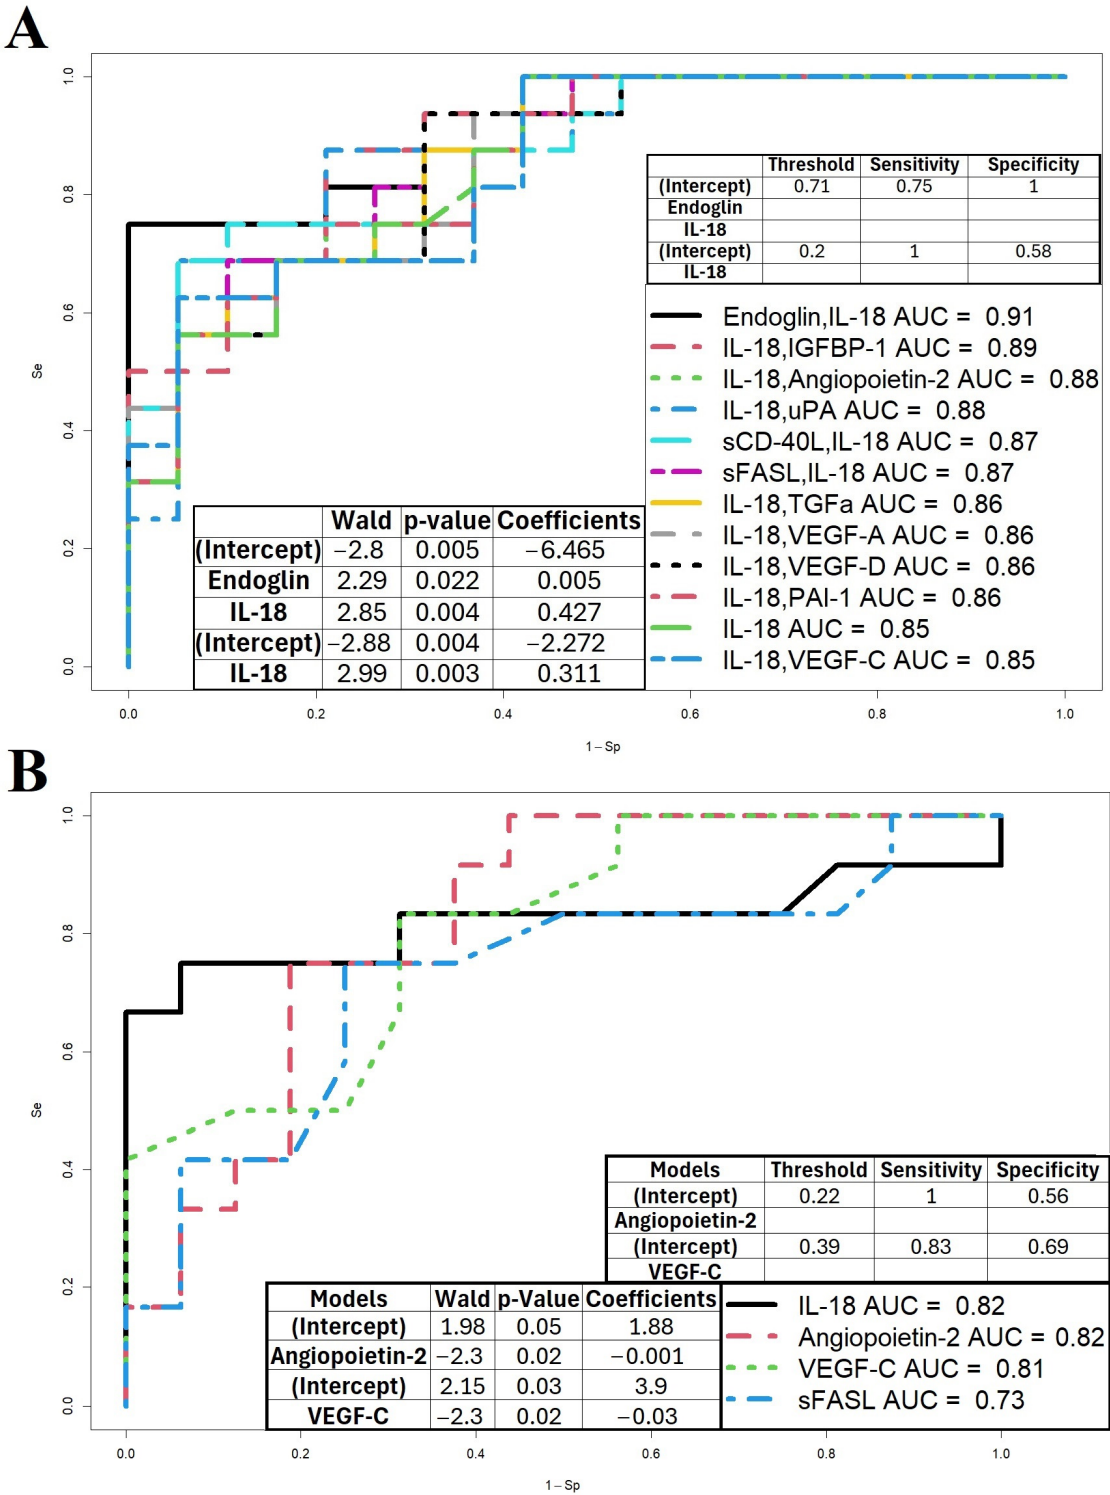 A
1.0
0.8
0.6
0.4
0.2
0.0
Se
Threshold Sensitivity Specificity
(Intercept) 0.71 0.75 1
Endoglin
IL-18
(Intercept) 0.2 1 0.58
IL-18
Endoglin,IL-18 AUC = 0.91
IL-18,IGFBP-1 AUC = 0.89
IL-18,Angiopoietin-2 AUC = 0.88
IL-18,uPA AUC = 0.88
sCD-40L,IL-18 AUC = 0.87
sFASL,IL-18 AUC = 0.87
IL-18,TGFa AUC = 0.86
IL-18,VEGF-A AUC = 0.86
IL-18,VEGF-D AUC = 0.86
IL-18,PAI-1 AUC = 0.86
IL-18 AUC = 0.85
IL-18,VEGF-C AUC = 0.85
Wald p-value Coefficients
(Intercept) −2.8 0.005 −6.465
Endoglin 2.29 0.022 0.005
IL-18 2.85 0.004 0.427
(Intercept) −2.88 0.004 −2.272
IL-18 2.99 0.003 0.311
0.0 0.2 0.4 0.6 0.8 1.0
1 − Sp
B
1.0
0.8
0.6
0.4
0.2
0.0
Se
Models Threshold Sensitivity Specificity
(Intercept) 0.22 1 0.56
Angiopoietin-2
(Intercept) 0.39 0.83 0.69
VEGF-C
Models Wald p-Value Coefficients
(Intercept) 1.98 0.05 1.88
Angiopoietin-2 −2.3 0.02 −0.001
(Intercept) 2.15 0.03 3.9
VEGF-C −2.3 0.02 −0.03
IL-18 AUC = 0.82
Angiopoietin-2 AUC = 0.82
VEGF-C AUC = 0.81
sFASL AUC = 0.73
0.0 0.2 0.4 0.6 0.8 1.0
1 − Sp